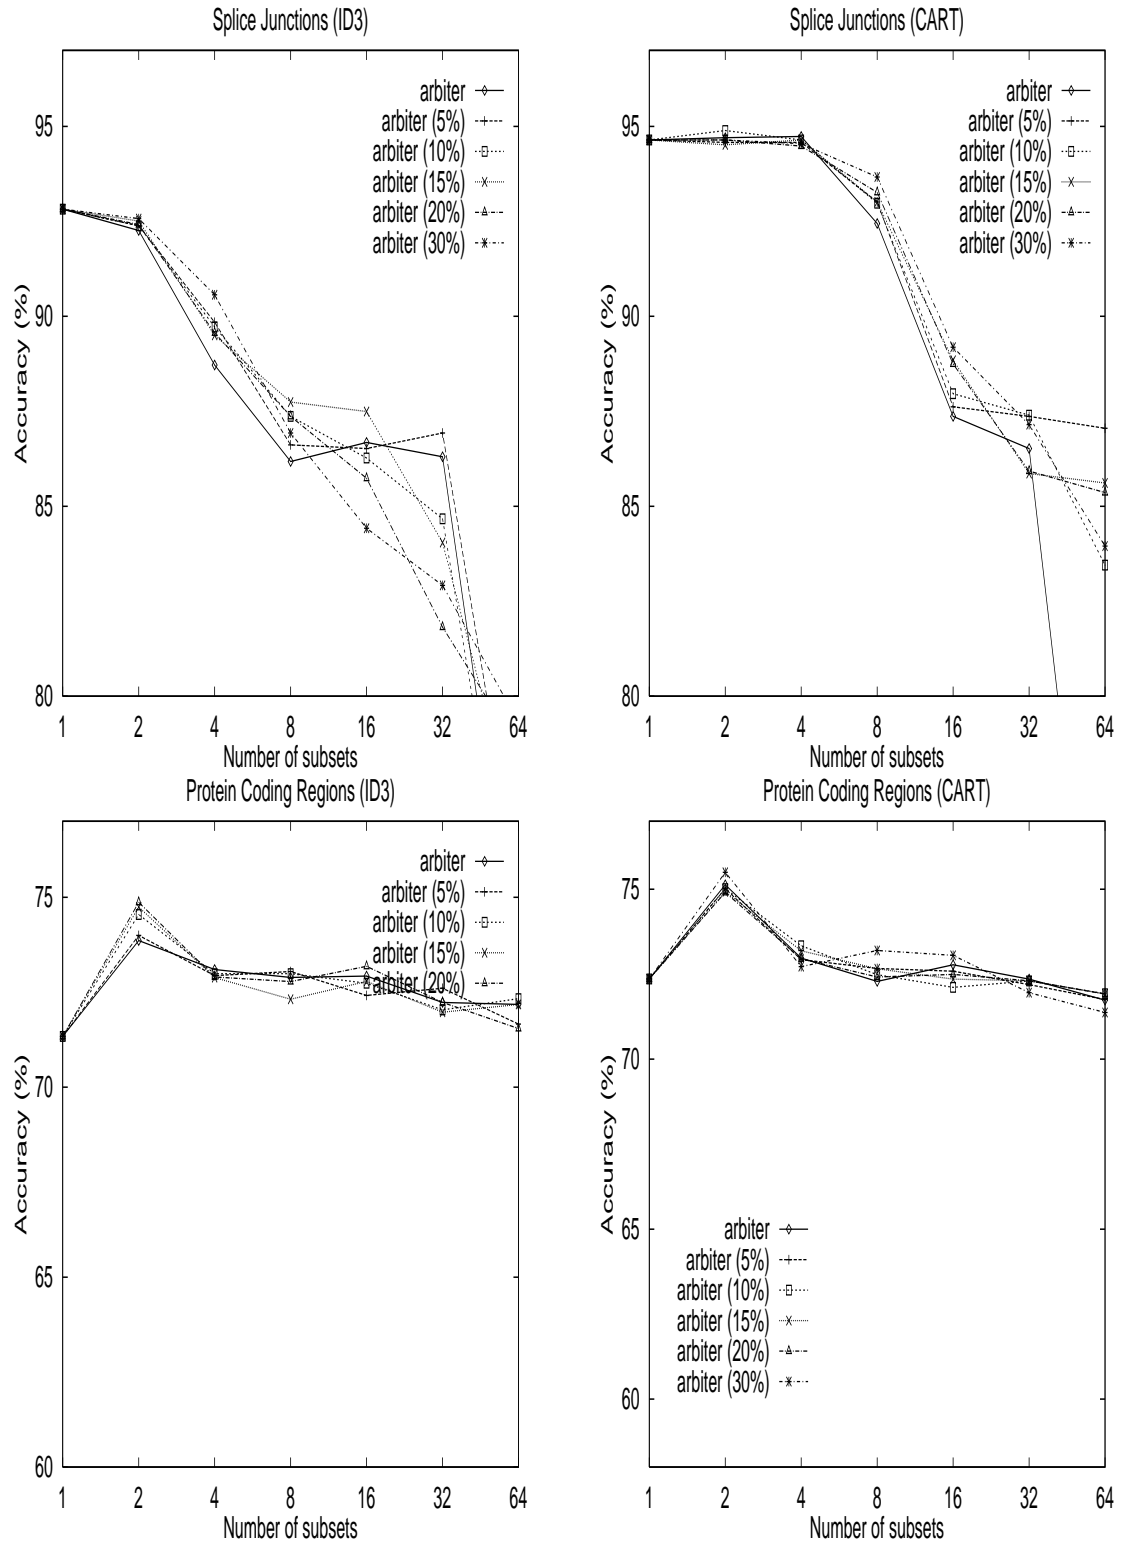 Splice Junctions (ID3)
arbiter
arbiter (5%)
arbiter (10%)
arbiter (15%)
arbiter (20%)
arbiter (30%)
95
90
85
80
Accuracy (%)
1 2 4 8 16 32 64
Number of subsets
Splice Junctions (CART)
arbiter
arbiter (5%)
arbiter (10%)
arbiter (15%)
arbiter (20%)
arbiter (30%)
95
90
85
80
Accuracy (%)
1 2 4 8 16 32 64
Number of subsets
Protein Coding Regions (ID3)
arbiter
arbiter (5%)
arbiter (10%)
arbiter (15%)
arbiter (20%)
75
70
65
60
Accuracy (%)
1 2 4 8 16 32 64
Number of subsets
Protein Coding Regions (CART)
75
70
65
60
Accuracy (%)
arbiter
arbiter (5%)
arbiter (10%)
arbiter (15%)
arbiter (20%)
arbiter (30%)
1 2 4 8 16 32 64
Number of subsets